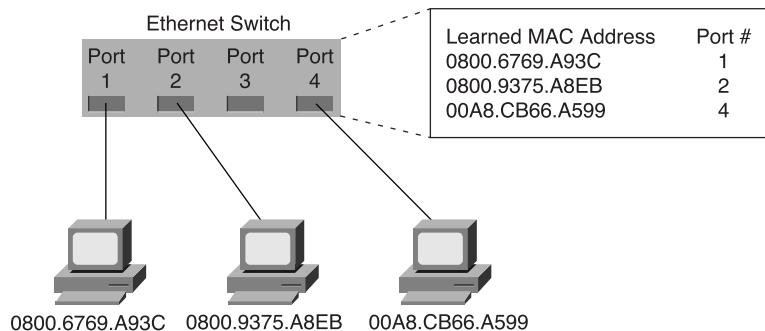 Ethernet Switch
Port 1
Port 2
Port 3
Port 4
Learned MAC Address Port #
0800.6769.A93C 1
0800.9375.A8EB 2
00A8.CB66.A599 4
0800.6769.A93C
0800.9375.A8EB
00A8.CB66.A599